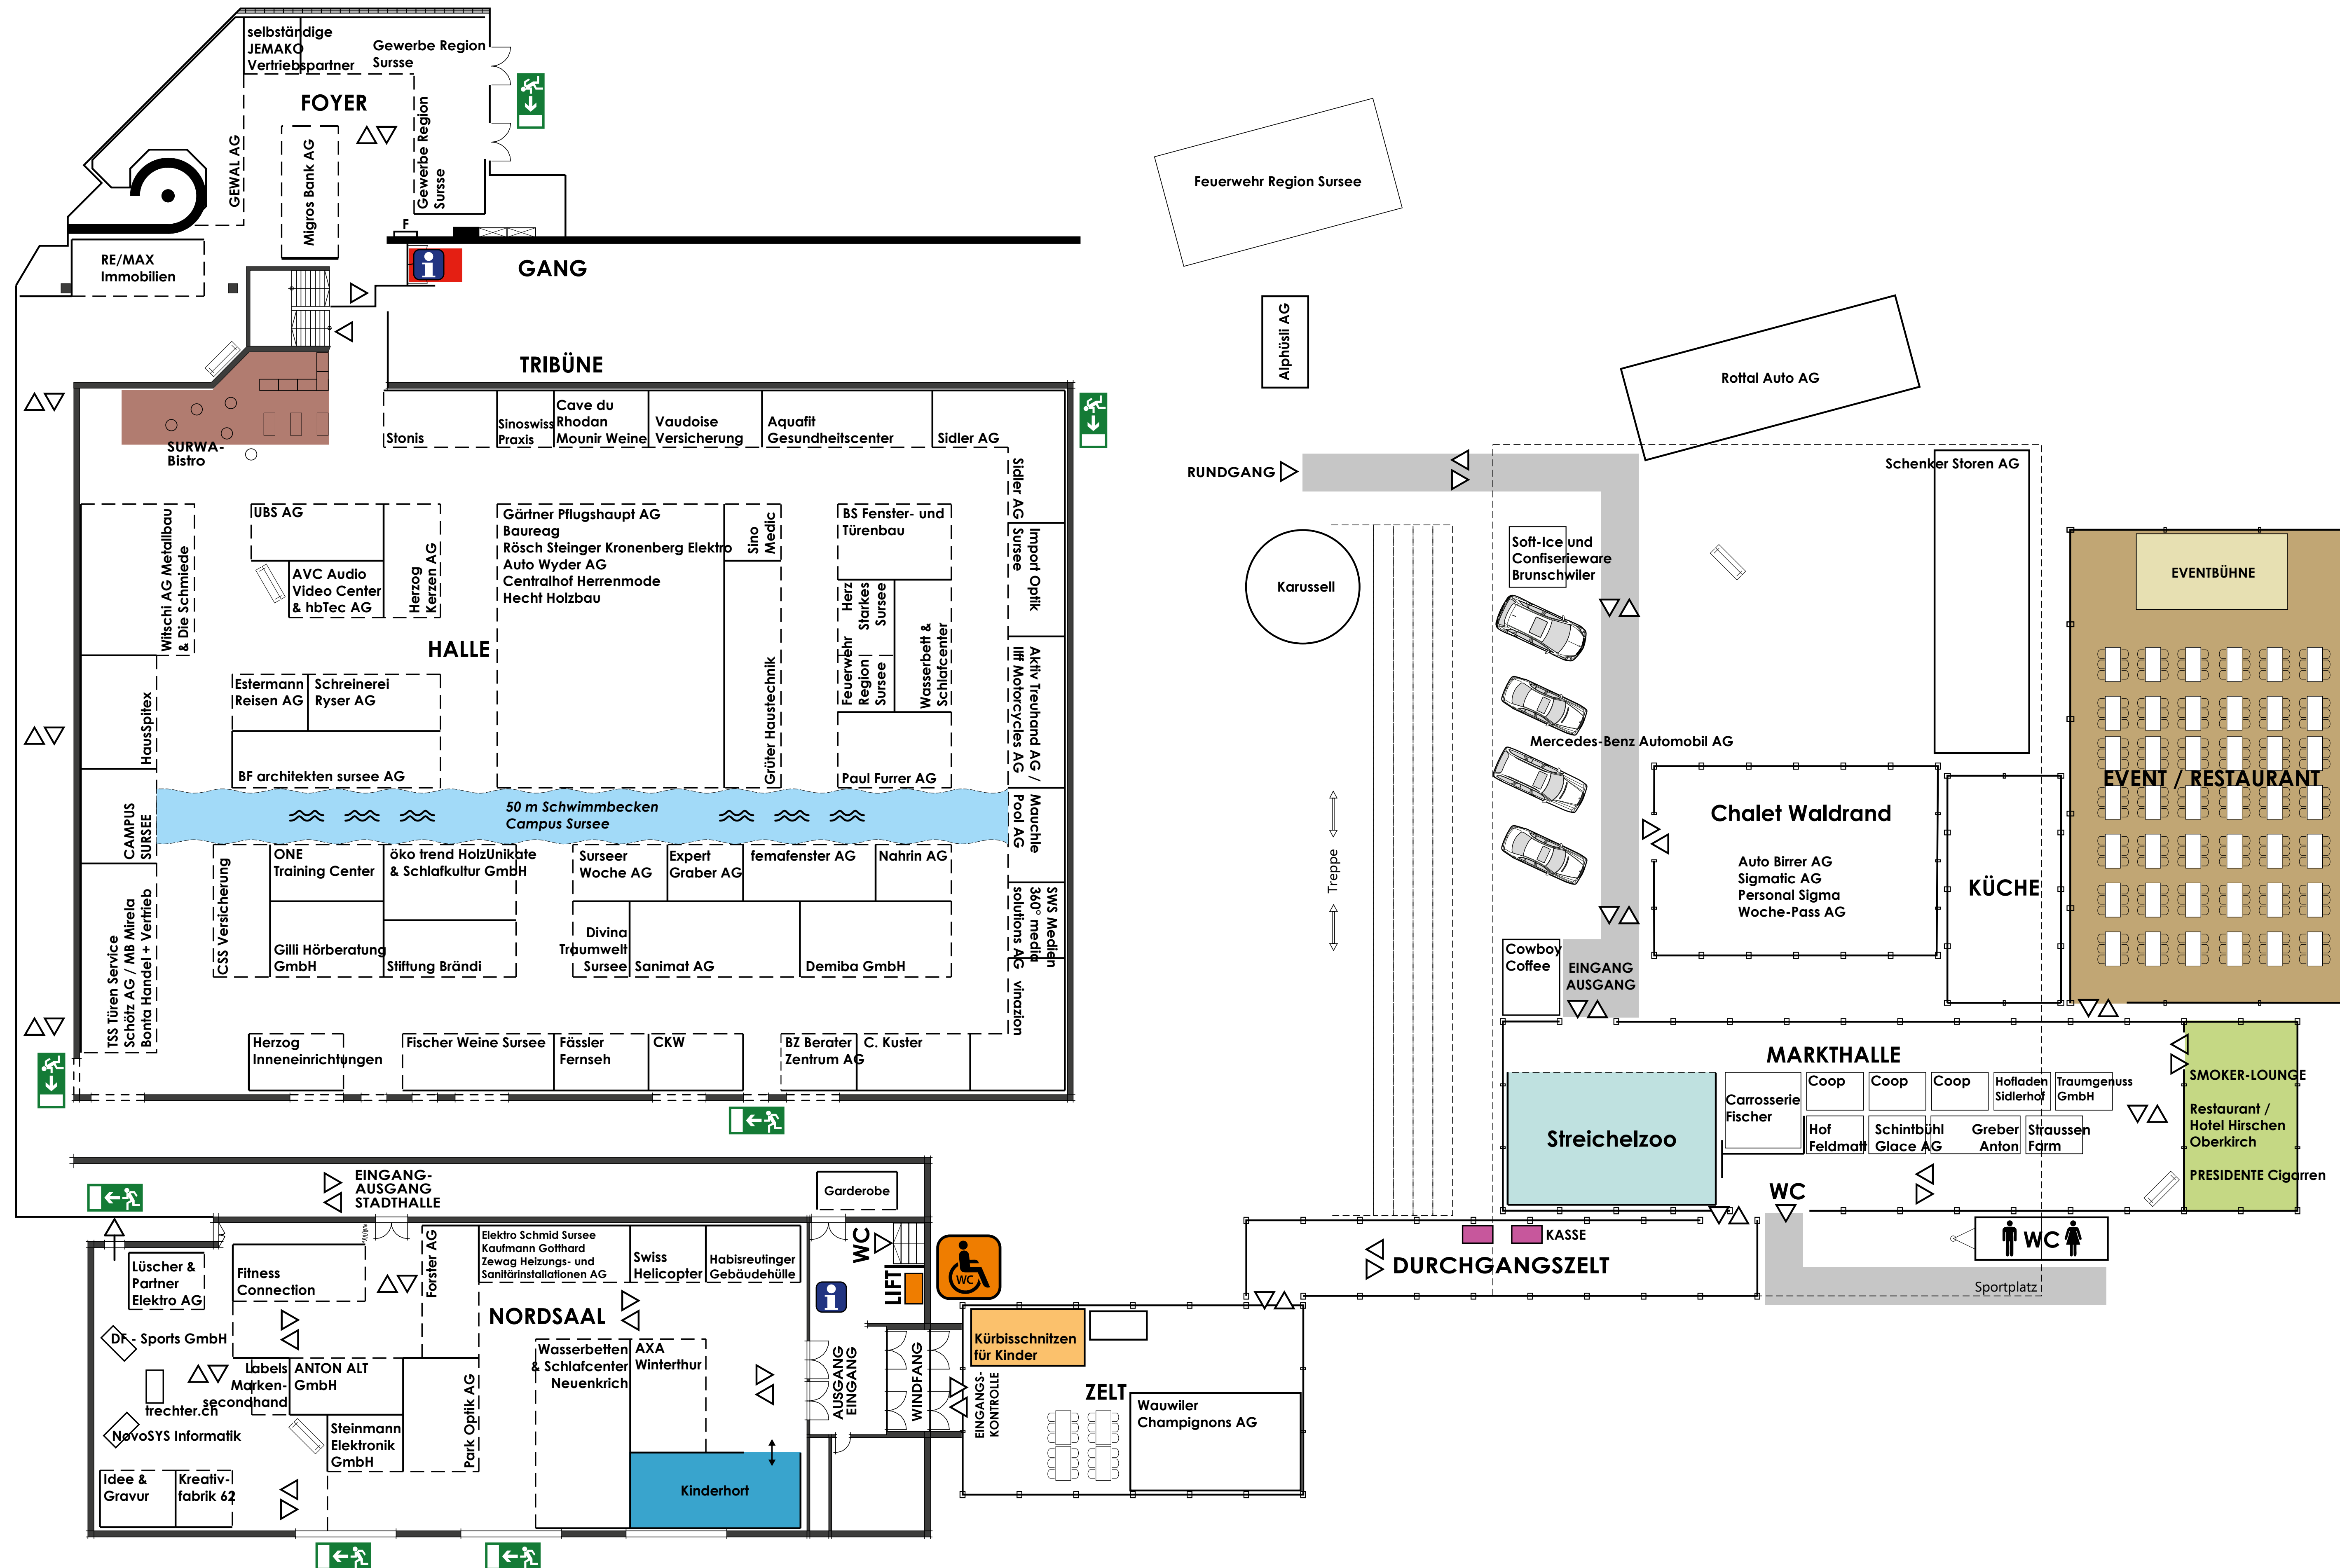 selbständige
JEMAKO
Vertriebspartner
Gewerbe Region
Sursse
FOYER
GEWAL AG
Migros Bank AG
Gewerbe Region
Sursse
F
RE/MAX
Immobilien
i
GANG
TRIBÜNE
SURWA-
Bistro
Stonis
Sinoswiss
Praxis
Cave du
Rhodan
Mounir Weine
Vaudoise
Versicherung
Aquafit
Gesundheitscenter
Sidler AG
Sidler AG
Witschi AG Metallbau
& Die Schmiede
UBS AG
AVC Audio
Video Center
& hbTec AG
Herzog
Kerzen AG
Gärtner Pflugshaupt AG
Baureag
Rösch Steinger Kronenberg Elektro
Auto Wyder AG
Centralhof Herrenmode
Hecht Holzbau
Sino
Medic
BS Fenster- und
Türenbau
Herz
Starkes
Sursee
Import Optik
Sursee
HALLE
HausSpitex
Estermann
Reisen AG
Schreinerei
Ryser AG
BF architekten sursee AG
Grüter Haustechnik
Feuerwehr
Region
Sursee
Wasserbett &
Schlafcenter
Paul Furrer AG
Aktiv Treuhand AG /
Ilff Motorcycles AG
CAMPUS
SURSEE
50 m Schwimmbecken
Campus Sursee
Mauchle
Pool AG
TSS Türen Service
Schötz AG / MB Mirela
Bonta Handel + Vertrieb
CSS Versicherung
ONE
Training Center
öko trend HolzUnikate
& Schlafkultur GmbH
Gilli Hörberatung
GmbH
Stiftung Brändi
Surseer
Woche AG
Expert
Graber AG
femafenster AG
Nahrin AG
Divina
Traumwelt
Sursee
Sanimat AG
Demiba GmbH
SWS Medien
360° media
solutions AG
vinazion
Herzog
Inneneinrichtungen
Fischer Weine Sursee
Fässler
Fernseh
CKW
BZ Berater
Zentrum AG
C. Kuster
EINGANG-
AUSGANG
STADTHALLE
Garderobe
WC
LIFT
WC
i
Lüscher &
Partner
Elektro AG
Fitness
Connection
Forster AG
Elektro Schmid Sursee
Kaufmann Gotthard
Zewag Heizungs- und
Sanitärinstallationen AG
Swiss
Helicopter
Habisreutinger
Gebäudehülle
NORDSAAL
DF - Sports GmbH
Labels
Marken-
secondhand
trechter.ch
NovoSYS Informatik
ANTON ALT
GmbH
Steinmann
Elektronik
GmbH
Park Optik AG
Wasserbetten
& Schlafcenter
Neuenkrich
AXA
Winterthur
Kinderhort
Idee &
Gravur
Kreativ-
fabrik 62
AUSGANG
EINGANG
WINDFANG
EINGANGS-
KONTROLLE
Kürbisschnitzen
für Kinder
ZELT
Wauwiler
Champignons AG
Feuerwehr Region Sursee
Alphüsli AG
Rottal Auto AG
RUNDGANG
Schenker Storen AG
Karussell
Soft-Ice und
Confiserieware
Brunschwiler
Mercedes-Benz Automobil AG
Treppe
Chalet Waldrand
Auto Birrer AG
Sigmatic AG
Personal Sigma
Woche-Pass AG
KÜCHE
EVENTBÜHNE
EVENT / RESTAURANT
Cowboy
Coffee
EINGANG
AUSGANG
MARKTHALLE
Streichelzoo
Carrosserie
Fischer
Coop
Coop
Coop
Hofladen
Sidlerhof
Traumgenuss
GmbH
Hof
Feldmatt
Schintbühl
Glace AG
Greber
Anton
Straussen
Farm
SMOKER-LOUNGE
Restaurant /
Hotel Hirschen
Oberkirch
PRESIDENTE Cigarren
WC
KASSE
DURCHGANGSZELT
WC
Sportplatz